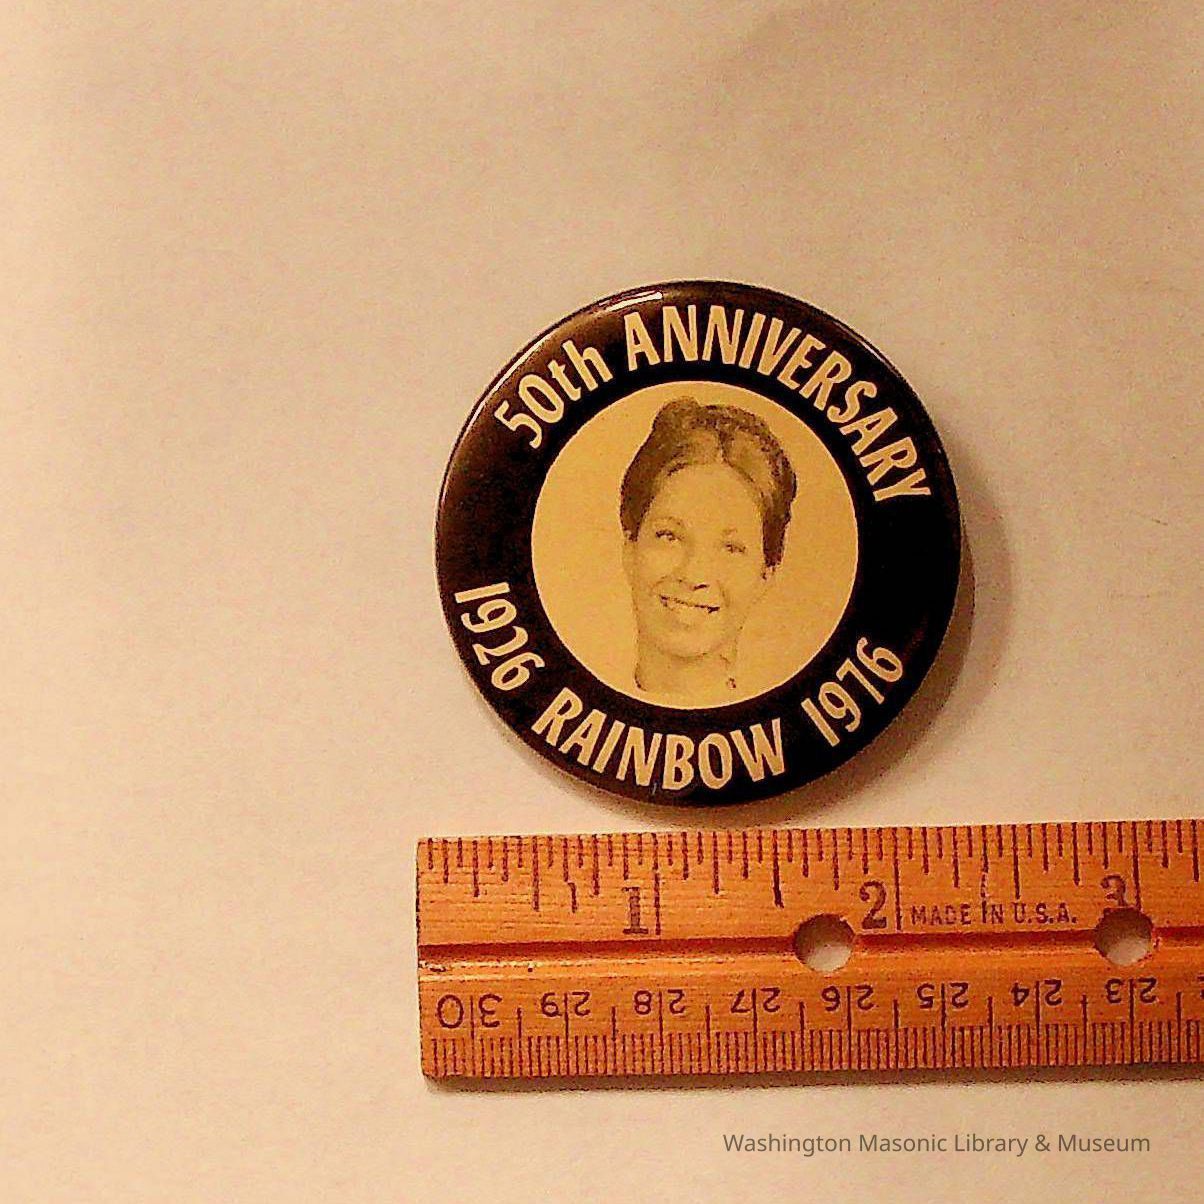 50th ANNIVERSARY
1926 RAINBOW 1976
1 2 MADE IN U.S.A. 3
30 29 28 27 26 25 24 23
Washington Masonic Library & Museum